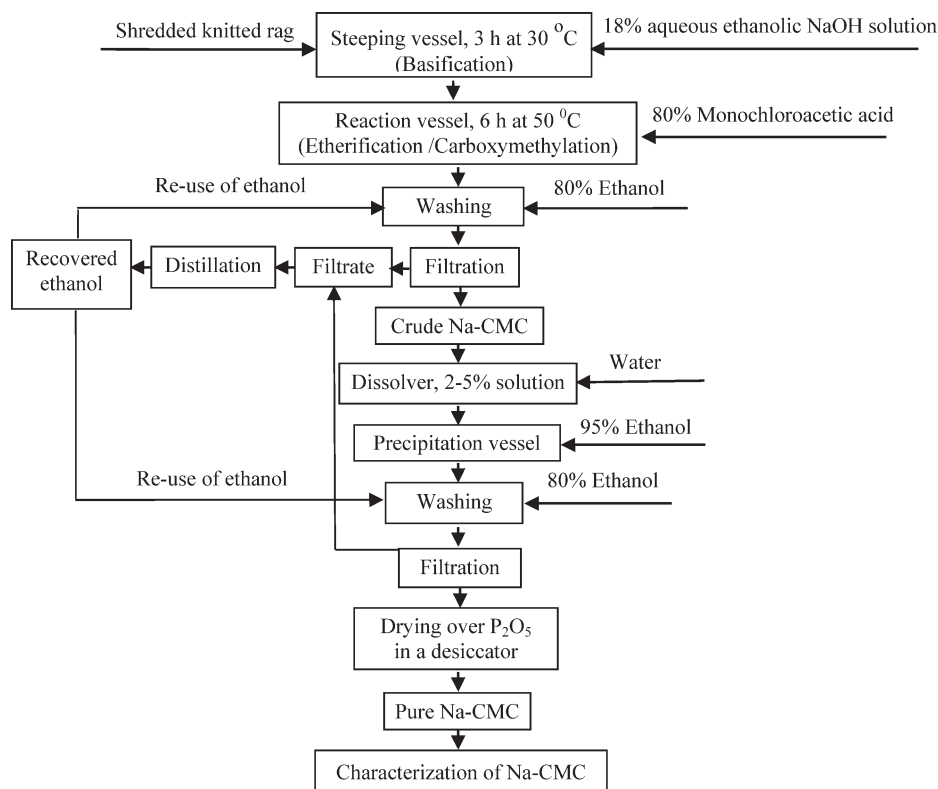 Shredded knitted rag
Steeping vessel, 3 h at 30 °C
(Basification)
18% aqueous ethanolic NaOH solution
Reaction vessel, 6 h at 50 ⁰C
(Etherification /Carboxymethylation)
80% Monochloroacetic acid
Re-use of ethanol
Washing
80% Ethanol
Recovered
ethanol
Distillation
Filtrate
Filtration
Crude Na-CMC
Dissolver, 2-5% solution
Water
Precipitation vessel
95% Ethanol
Re-use of ethanol
Washing
80% Ethanol
Filtration
Drying over P₂O₅
in a desiccator
Pure Na-CMC
Characterization of Na-CMC